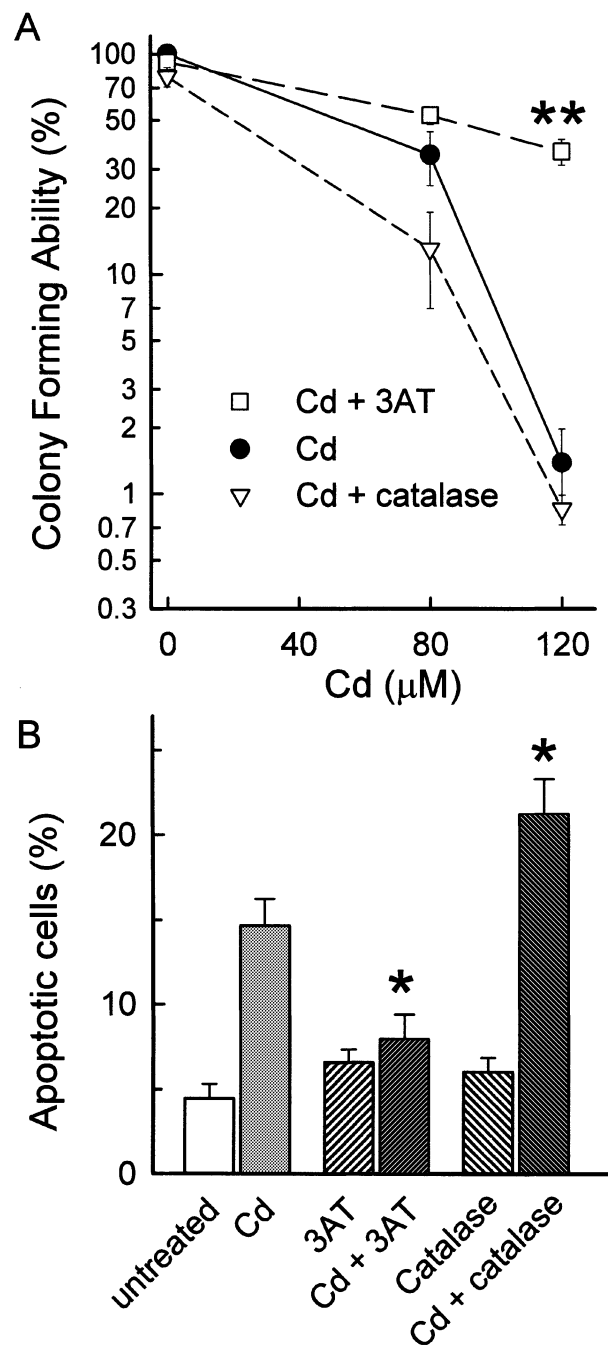 A
Colony Forming Ability (%)
100
70
50
30
20
10
7
5
3
2
1
0.7
0.5
0.3
**
Cd + 3AT
Cd
Cd + catalase
0
40
80
120
Cd (μM)
B
Apoptotic cells (%)
20
10
0
*
*
untreated
Cd
3AT
Cd + 3AT
Catalase
Cd + catalase